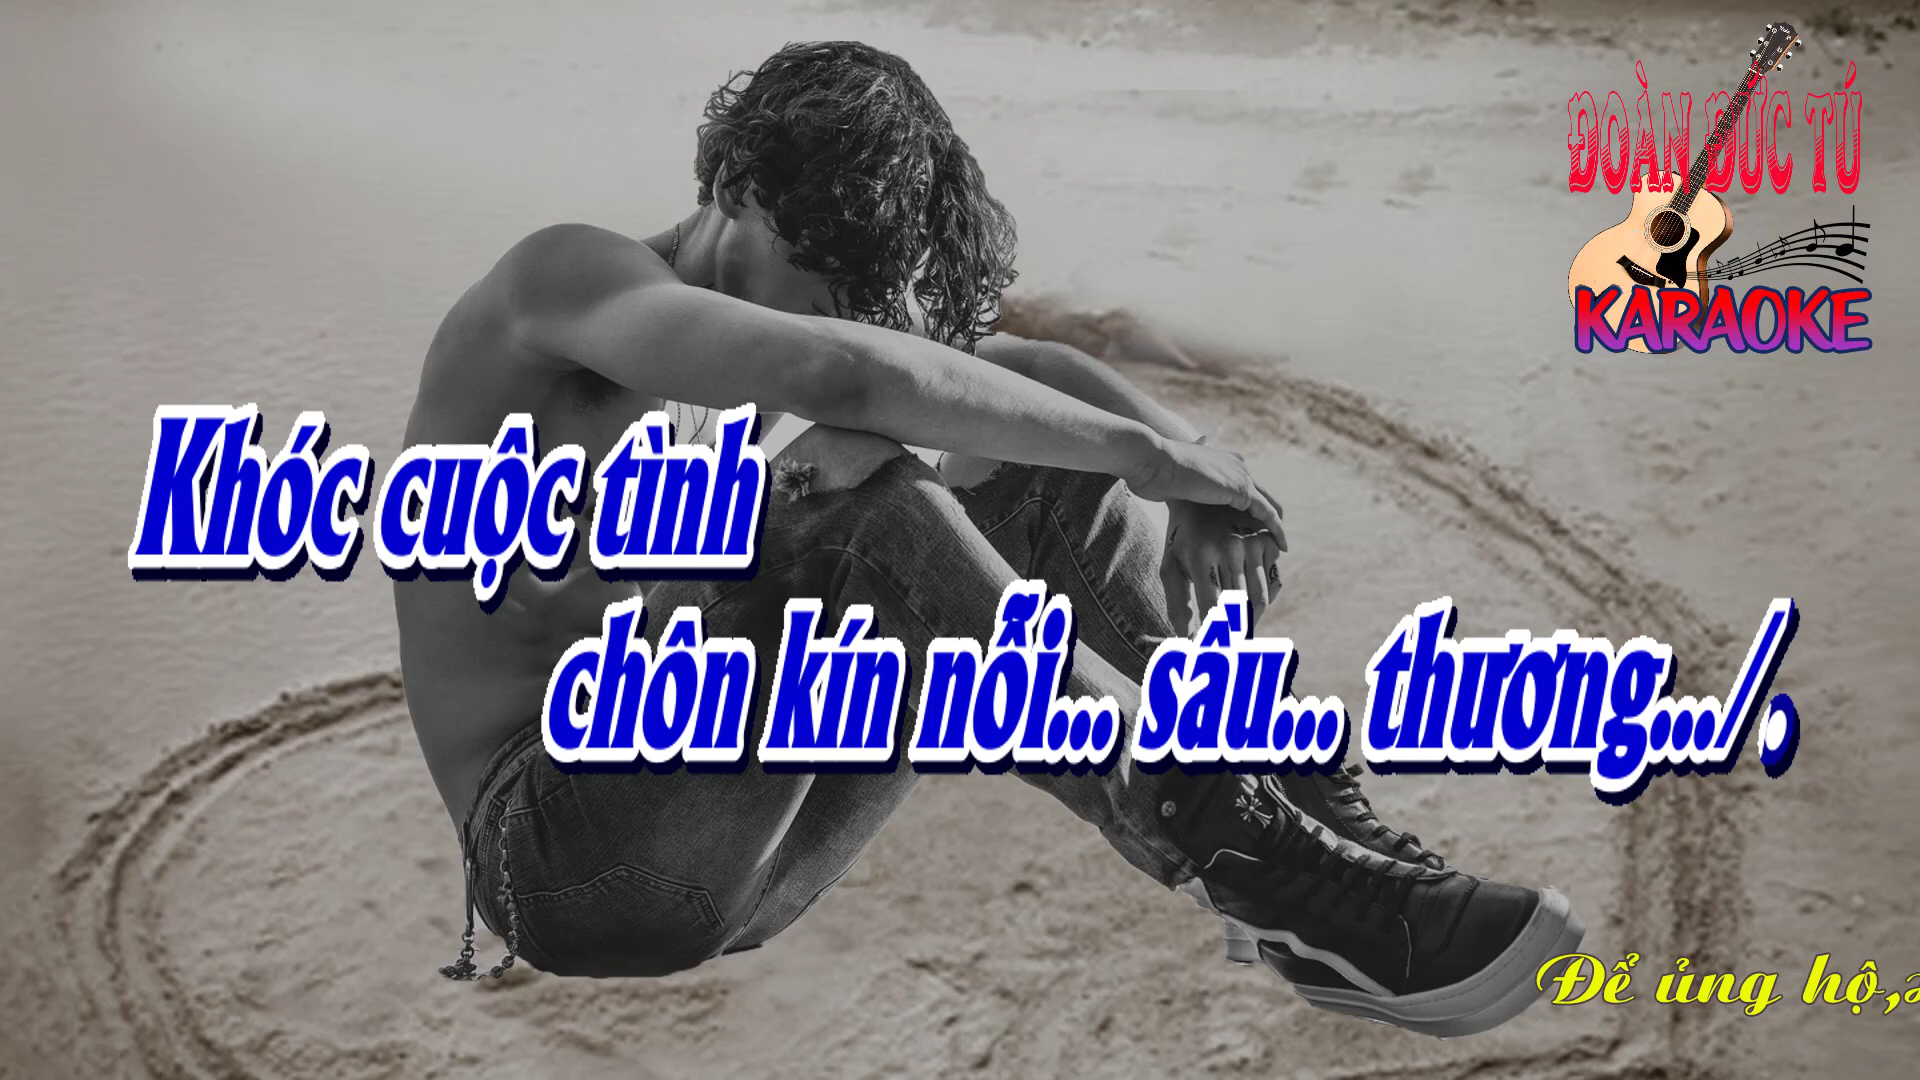 ĐOÀN ĐỨC TÚ
KARAOKE
Khóc cuộc tình
chôn kín nỗi... sầu... thương.../.
Để ủng hộ,